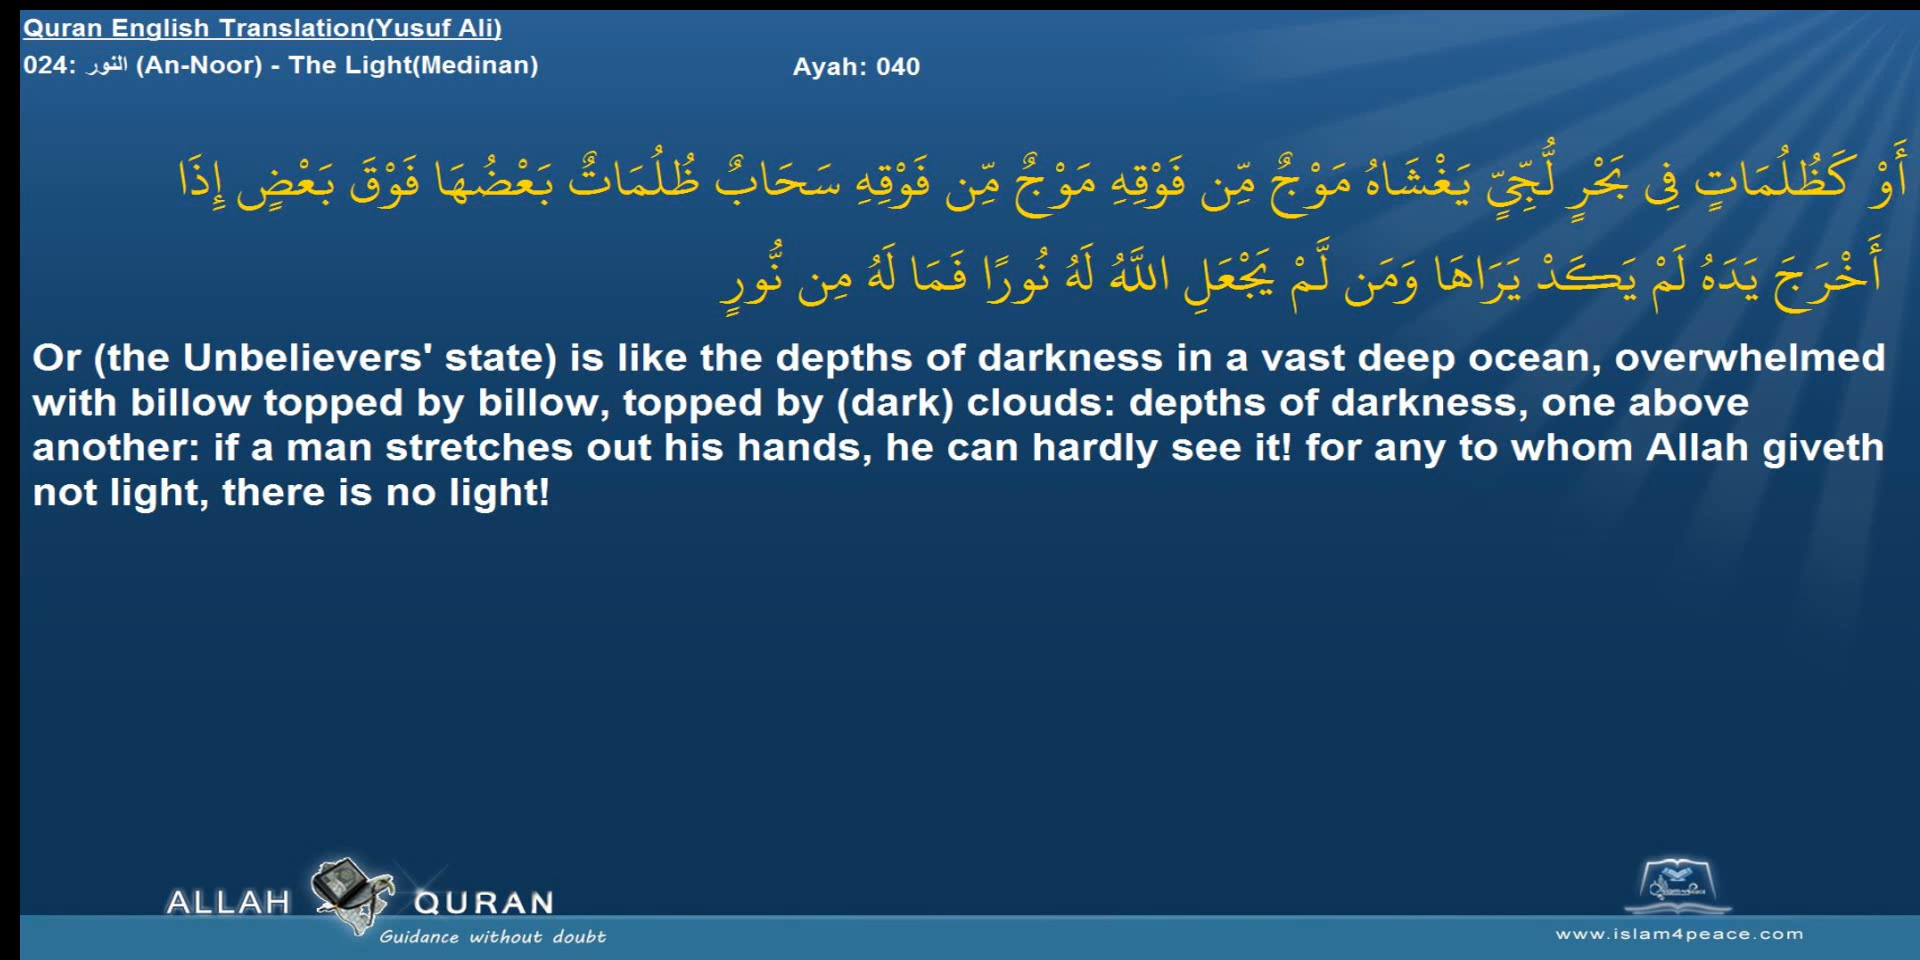 Quran English Translation(Yusuf Ali)
024: النور (An-Noor) - The Light(Medinan)
Ayah: 040
أَوْ كَظُلُمَاتٍ فِي بَحْرٍ لُّجِّيٍّ يَغْشَاهُ مَوْجٌ مِّن فَوْقِهِ مَوْجٌ مِّن فَوْقِهِ سَحَابٌ ظُلُمَاتٌ بَعْضُهَا فَوْقَ بَعْضٍ إِذَا
أَخْرَجَ يَدَهُ لَمْ يَكَدْ يَرَاهَا وَمَن لَّمْ يَجْعَلِ اللَّهُ لَهُ نُورًا فَمَا لَهُ مِن نُّورٍ
Or (the Unbelievers' state) is like the depths of darkness in a vast deep ocean, overwhelmed
with billow topped by billow, topped by (dark) clouds: depths of darkness, one above
another: if a man stretches out his hands, he can hardly see it! for any to whom Allah giveth
not light, there is no light!
ALLAH QURAN
Guidance without doubt
www.islam4peace.com